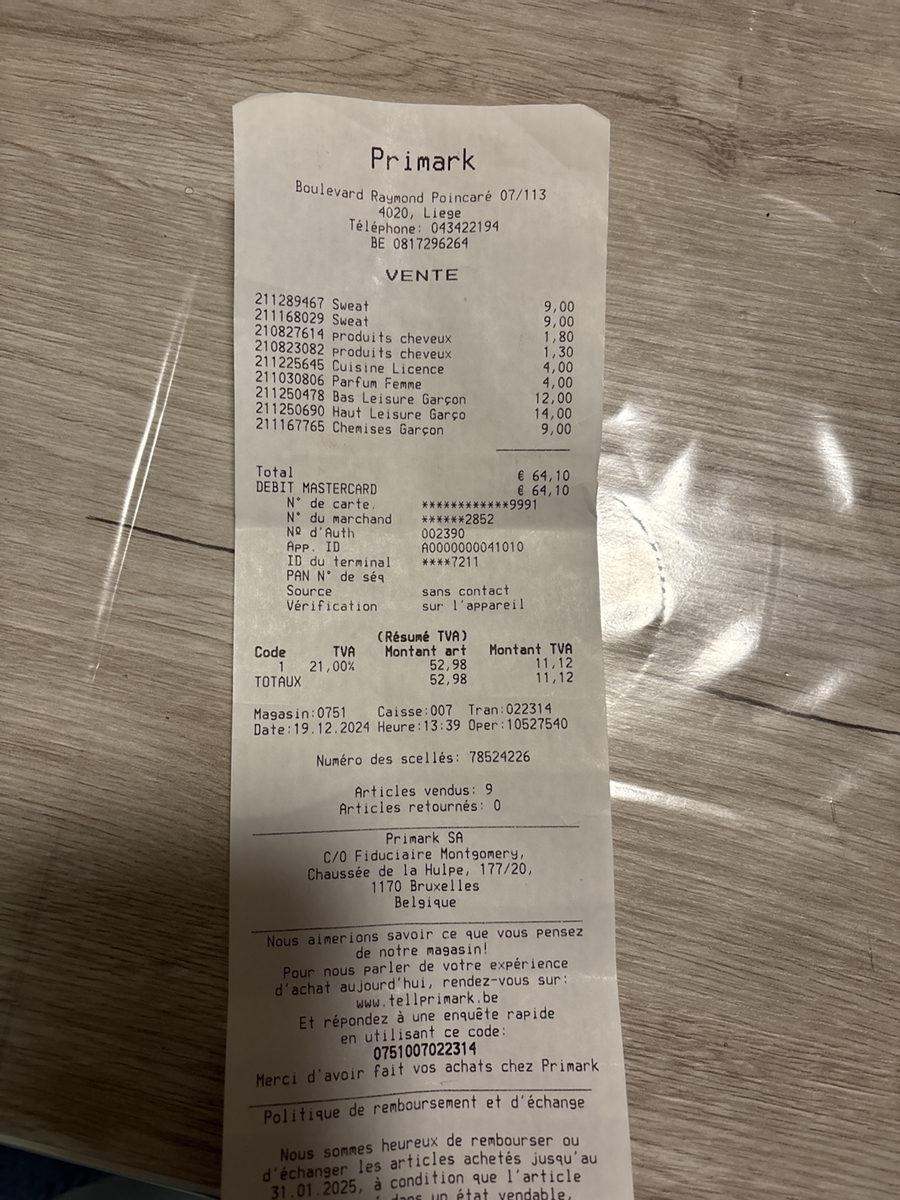 Primark
Boulevard Raymond Poincaré 07/113
4020, Liege
Téléphone: 043422194
BE 0817296264
VENTE
211289467 Sweat 9,00
211168029 Sweat 9,00
210827614 produits cheveux 1,80
210823082 produits cheveux 1,30
211225645 Cuisine Licence 4,00
211030806 Parfum Femme 4,00
211250478 Bas Leisure Garçon 12,00
211250690 Haut Leisure Garço 14,00
211167765 Chemises Garçon 9,00
Total € 64,10
DEBIT MASTERCARD € 64,10
N° de carte. ************9991
N° du marchand ******2852
Nº d'Auth 002390
App. ID A0000000041010
ID du terminal ****7211
PAN N° de séq
Source sans contact
Vérification sur l'appareil
(Résumé TVA)
Code TVA Montant art Montant TVA
1 21,00% 52,98 11,12
TOTAUX 52,98 11,12
Magasin:0751 Caisse:007 Tran:022314
Date:19.12.2024 Heure:13:39 Oper:10527540
Numéro des scellés: 78524226
Articles vendus: 9
Articles retournés: 0
Primark SA
C/O Fiduciaire Montgomery,
Chaussée de la Hulpe, 177/20,
1170 Bruxelles
Belgique
Nous aimerions savoir ce que vous pensez
de notre magasin!
Pour nous parler de votre expérience
d'achat aujourd'hui, rendez-vous sur:
www.tellprimark.be
Et répondez à une enquête rapide
en utilisant ce code:
0751007022314
Merci d'avoir fait vos achats chez Primark
Politique de remboursement et d'échange
Nous sommes heureux de rembourser ou
d'échanger les articles achetés jusqu'au
31.01.2025, à condition que l'article
dans un état vendable,